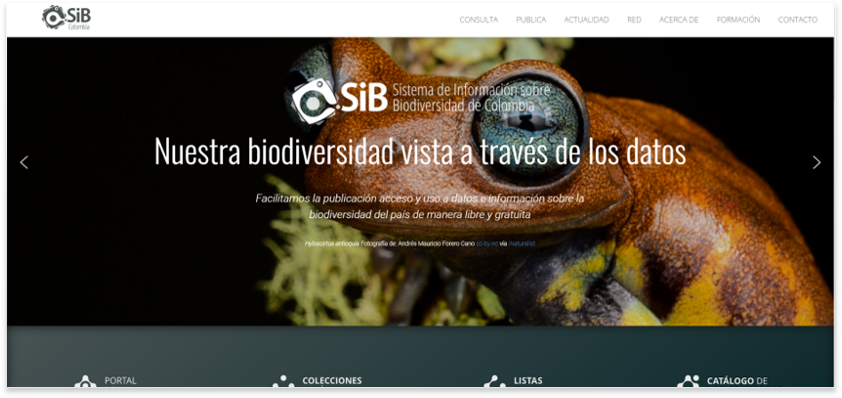 SiB
Colombia
CONSULTA PUBLICA ACTUALIDAD RED ACERCA DE FORMACIÓN CONTACTO
SiB Sistema de Información sobre
Biodiversidad de Colombia
Nuestra biodiversidad vista a través de los datos
Facilitamos la publicación acceso y uso a datos e información sobre la
biodiversidad del país de manera libre y gratuita
Hyloscirtus antioquia Fotografía de: Andrés Mauricio Forero Cano cc-by-nc vía iNaturalist
PORTAL COLECCIONES LISTAS CATÁLOGO DE